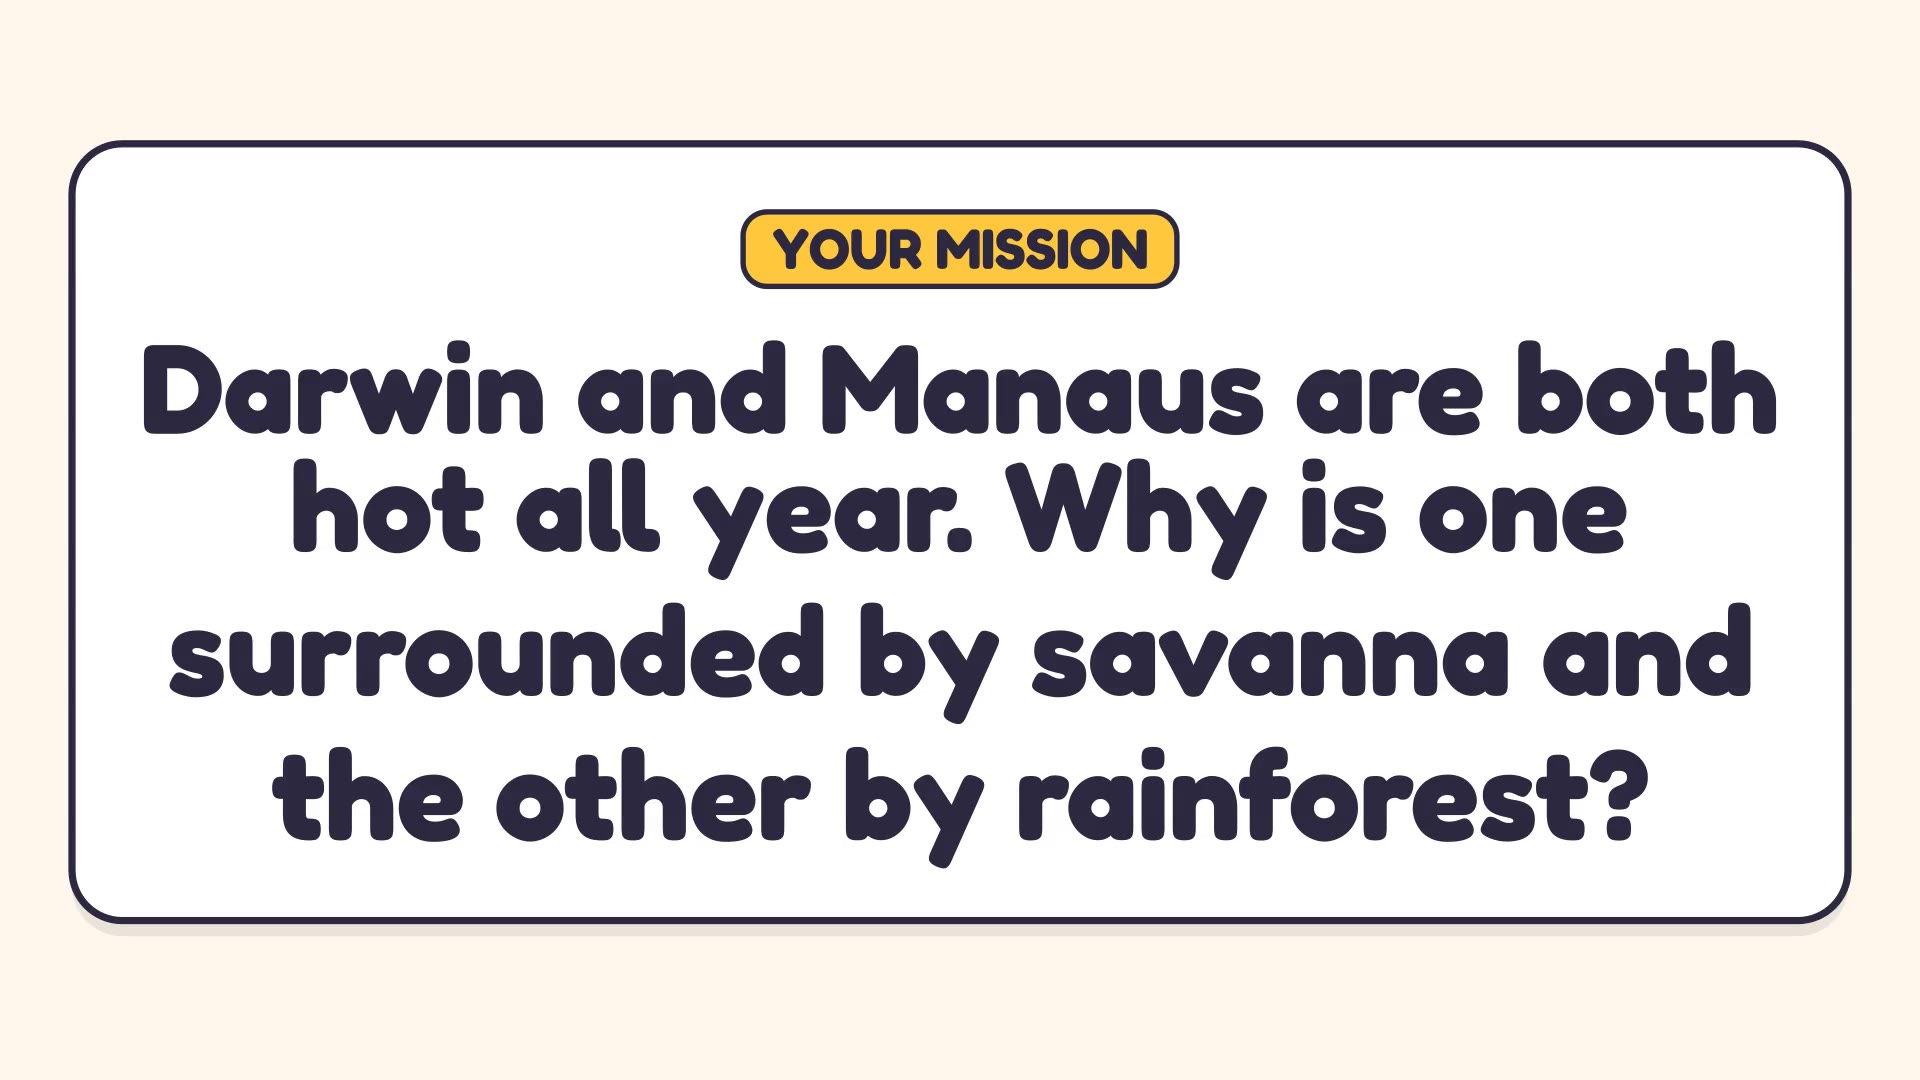 YOUR MISSION
Darwin and Manaus are both
hot all year. Why is one
surrounded by savanna and
the other by rainforest?